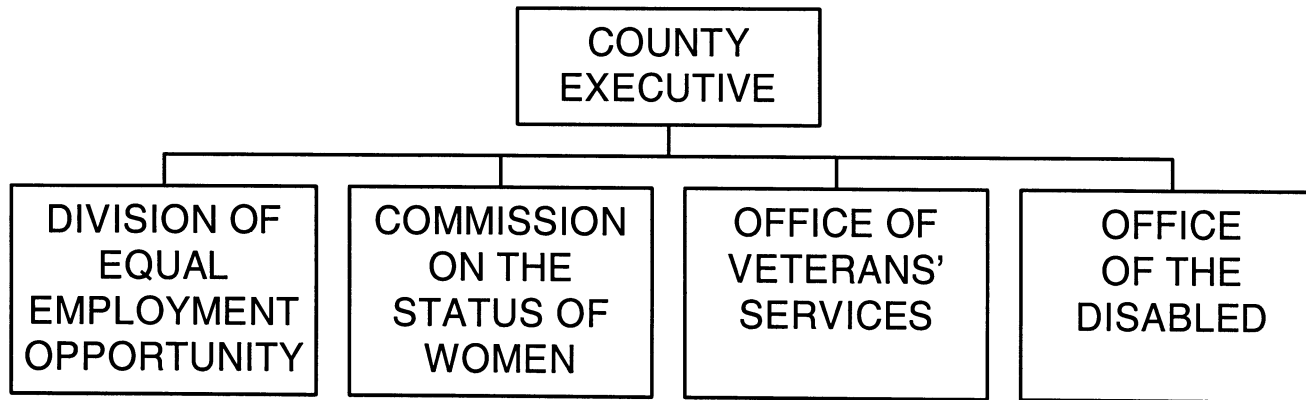 COUNTY
EXECUTIVE
DIVISION OF
EQUAL
EMPLOYMENT
OPPORTUNITY
COMMISSION
ON THE
STATUS OF
WOMEN
OFFICE OF
VETERANS’
SERVICES
OFFICE
OF THE
DISABLED